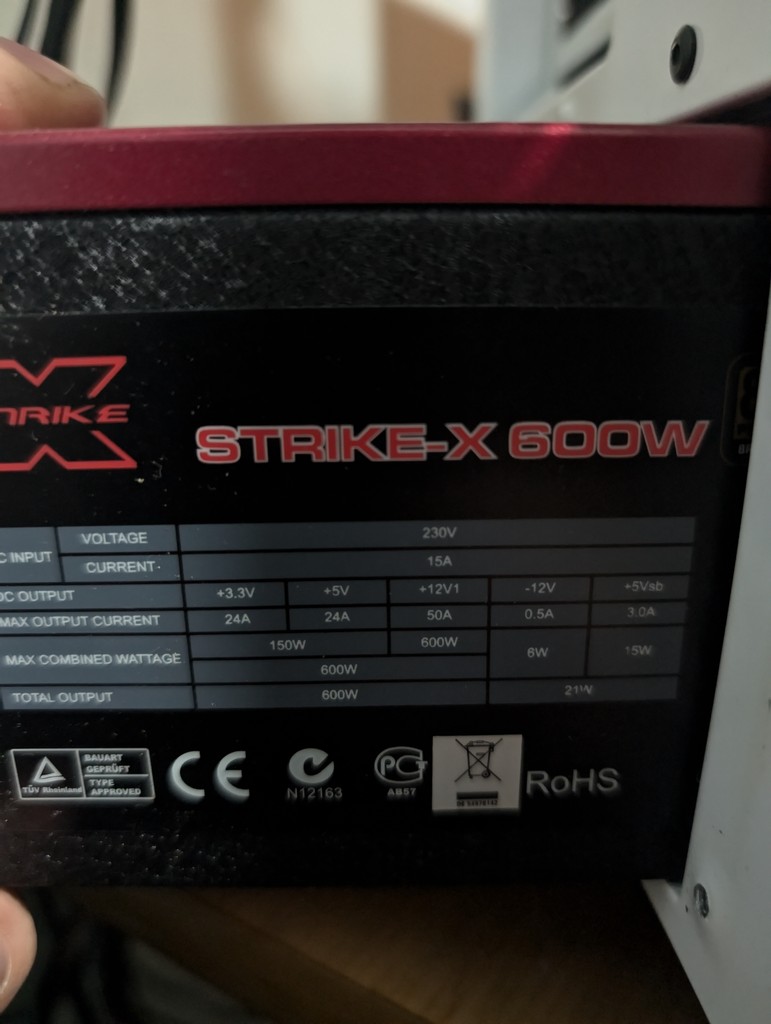 STRIKE-X 600W
VOLTAGE 230V
C INPUT
CURRENT 15A
DC OUTPUT +3.3V +5V +12V1 -12V +5Vsb
MAX OUTPUT CURRENT 24A 24A 50A 0.5A 3.0A
150W 600W
MAX COMBINED WATTAGE 6W 15W
600W
TOTAL OUTPUT 600W 21W
BAUART
GEPRÜFT
TÜV Rheinland
TYPE
APPROVED
CE
N12163
PCT
AB57
RoHS